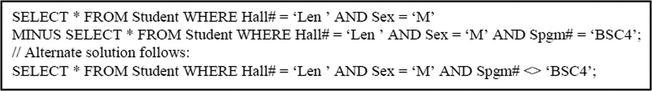 SELECT * FROM Student WHERE Hall# = ‘Len ’ AND Sex = ‘M’
MINUS SELECT * FROM Student WHERE Hall# = ‘Len ’ AND Sex = ‘M’ AND Spgm# = ‘BSC4’;
// Alternate solution follows:
SELECT * FROM Student WHERE Hall# = ‘Len ’ AND Sex = ‘M’ AND Spgm# <> ‘BSC4’;